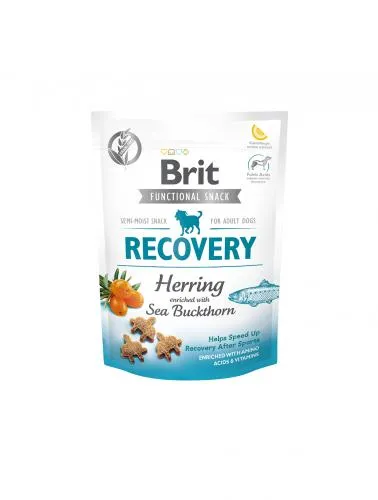 Brit
FUNCTIONAL SNACK
SEMI-MOIST SNACK
FOR ADULT DOGS
RECOVERY
Herring
enriched with
Sea Buckthorn
Helps Speed Up
Recovery After Sports
ENRICHED WITH AMINO
ACIDS & VITAMINS